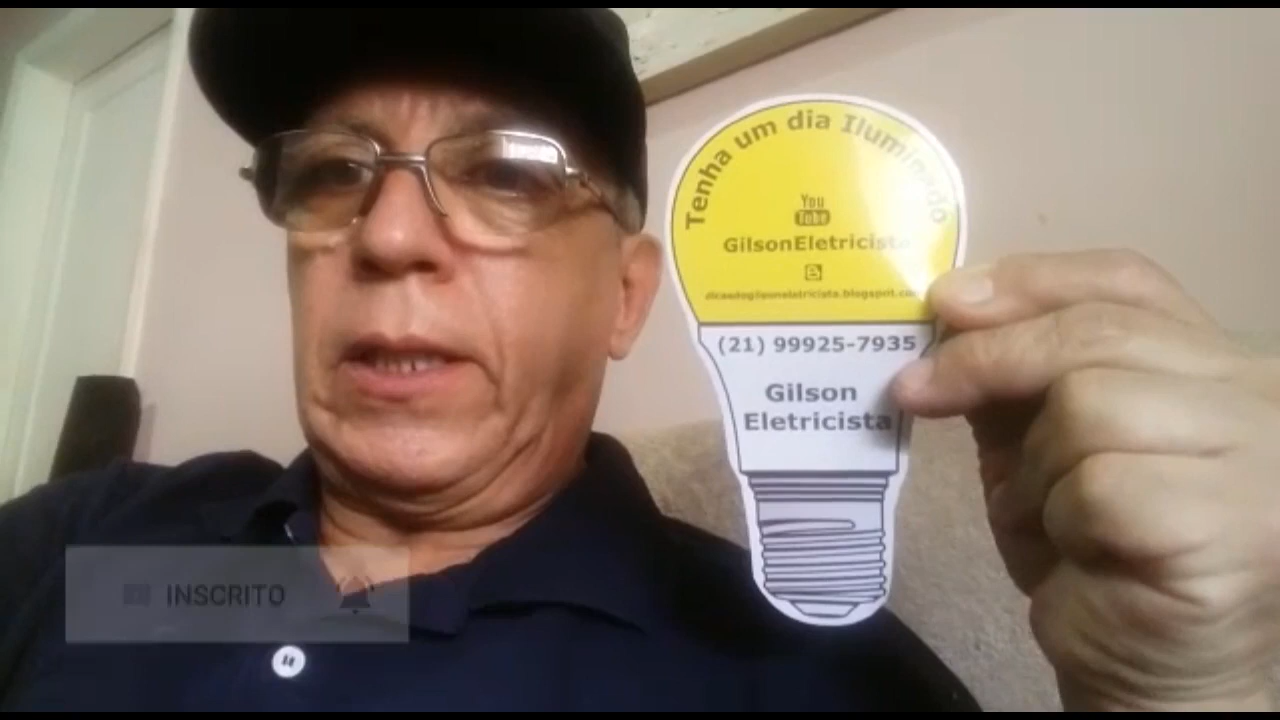 Tenha um dia Iluminado
You
Tube
GilsonEletricista
dicasdogilsoneletricista.blogspot.com
(21) 99925-7935
Gilson
Eletricista
INSCRITO